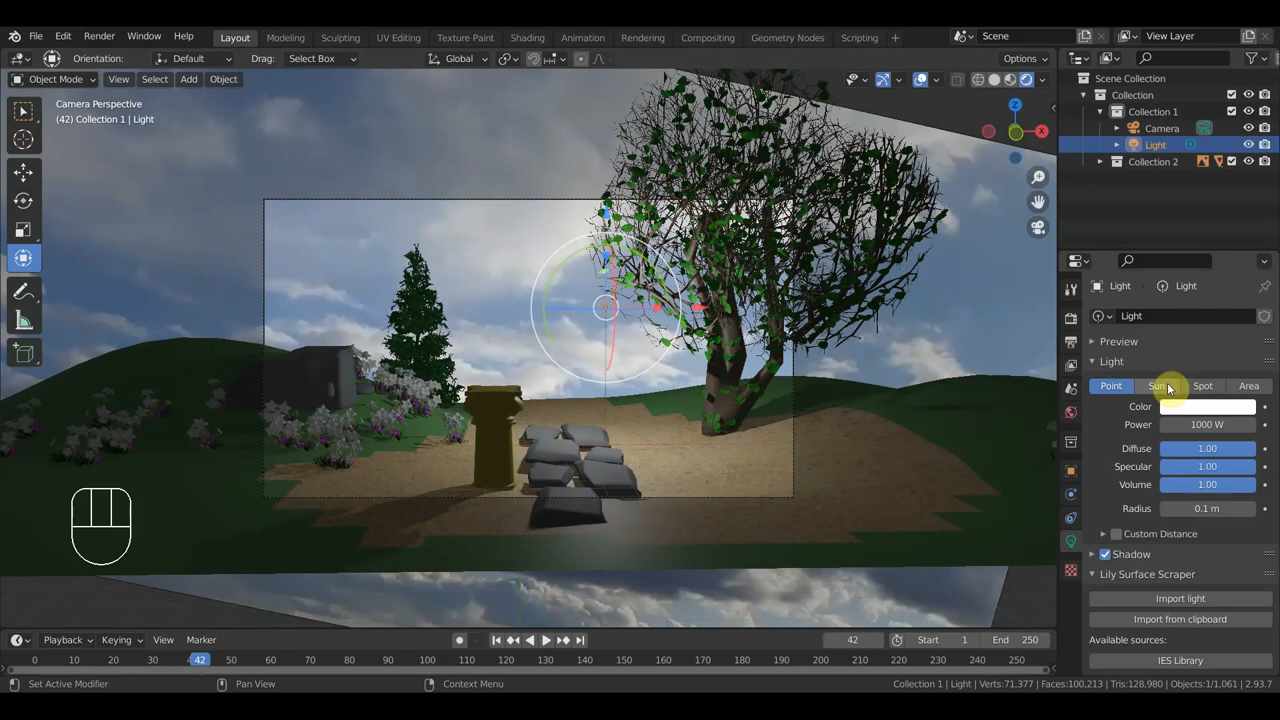 File Edit Render Window Help Layout Modeling Sculpting UV Editing Texture Paint Shading Animation Rendering Compositing Geometry Nodes Scripting + Scene View Layer
Orientation: Default Drag: Select Box Global Options
Object Mode View Select Add Object
Scene Collection
Collection
Collection 1
Camera
Light
Collection 2
Camera Perspective
(42) Collection 1 | Light
Z
X
Light Light
Light
Preview
Light
Point Sun Spot Area
Color
Power 1000 W
Diffuse 1.00
Specular 1.00
Volume 1.00
Radius 0.1 m
Custom Distance
Shadow
Lily Surface Scraper
Import light
Import from clipboard
Available sources:
IES Library
Playback Keying View Marker 42 Start 1 End 250
0 10 20 30 42 50 60 70 80 90 100 110 120 130 140 150 160 170 180 190 200 210 220 230 240 250
Set Active Modifier Pan View Context Menu Collection 1 | Light | Verts:71,377 | Faces:100,213 | Tris:128,980 | Objects:1/1,061 | 2.93.7